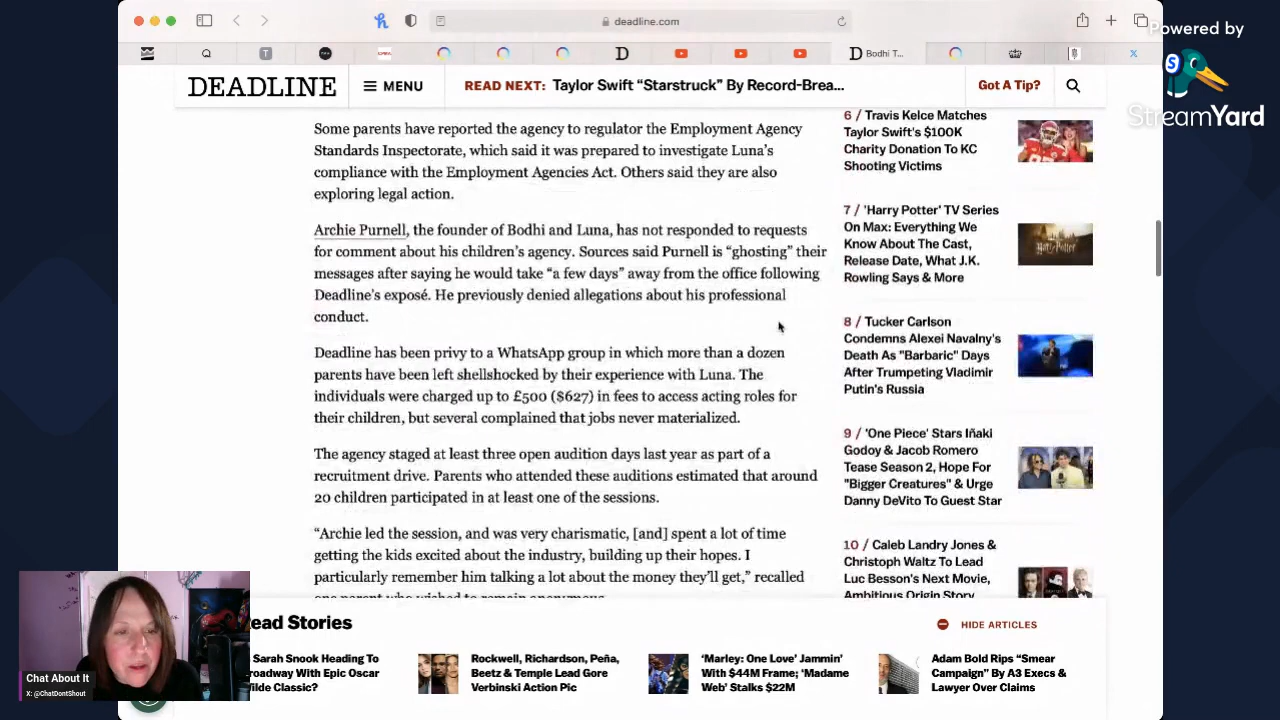 deadline.com
Powered by
StreamYard
Bodhi T...
DEADLINE
MENU
READ NEXT: Taylor Swift “Starstruck” By Record-Brea...
Got A Tip?
Some parents have reported the agency to regulator the Employment Agency
Standards Inspectorate, which said it was prepared to investigate Luna’s
compliance with the Employment Agencies Act. Others said they are also
exploring legal action.
Archie Purnell, the founder of Bodhi and Luna, has not responded to requests
for comment about his children’s agency. Sources said Purnell is “ghosting” their
messages after saying he would take “a few days” away from the office following
Deadline’s exposé. He previously denied allegations about his professional
conduct.
Deadline has been privy to a WhatsApp group in which more than a dozen
parents have been left shellshocked by their experience with Luna. The
individuals were charged up to £500 ($627) in fees to access acting roles for
their children, but several complained that jobs never materialized.
The agency staged at least three open audition days last year as part of a
recruitment drive. Parents who attended these auditions estimated that around
20 children participated in at least one of the sessions.
“Archie led the session, and was very charismatic, [and] spent a lot of time
getting the kids excited about the industry, building up their hopes. I
particularly remember him talking a lot about the money they’ll get,” recalled
one parent who wished to remain anonymous.
6 / Travis Kelce Matches
Taylor Swift's $100K
Charity Donation To KC
Shooting Victims
7 / 'Harry Potter' TV Series
On Max: Everything We
Know About The Cast,
Release Date, What J.K.
Rowling Says & More
8 / Tucker Carlson
Condemns Alexei Navalny's
Death As "Barbaric" Days
After Trumpeting Vladimir
Putin's Russia
9 / 'One Piece' Stars Iñaki
Godoy & Jacob Romero
Tease Season 2, Hope For
"Bigger Creatures" & Urge
Danny DeVito To Guest Star
10 / Caleb Landry Jones &
Christoph Waltz To Lead
Luc Besson's Next Movie,
Ambitious Origin Story
ead Stories
HIDE ARTICLES
Sarah Snook Heading To
roadway With Epic Oscar
ilde Classic?
Rockwell, Richardson, Peña,
Beetz & Temple Lead Gore
Verbinski Action Pic
‘Marley: One Love’ Jammin’
With $44M Frame; ‘Madame
Web’ Stalks $22M
Adam Bold Rips “Smear
Campaign” By A3 Execs &
Lawyer Over Claims
Chat About It
X: @ChatDontShout